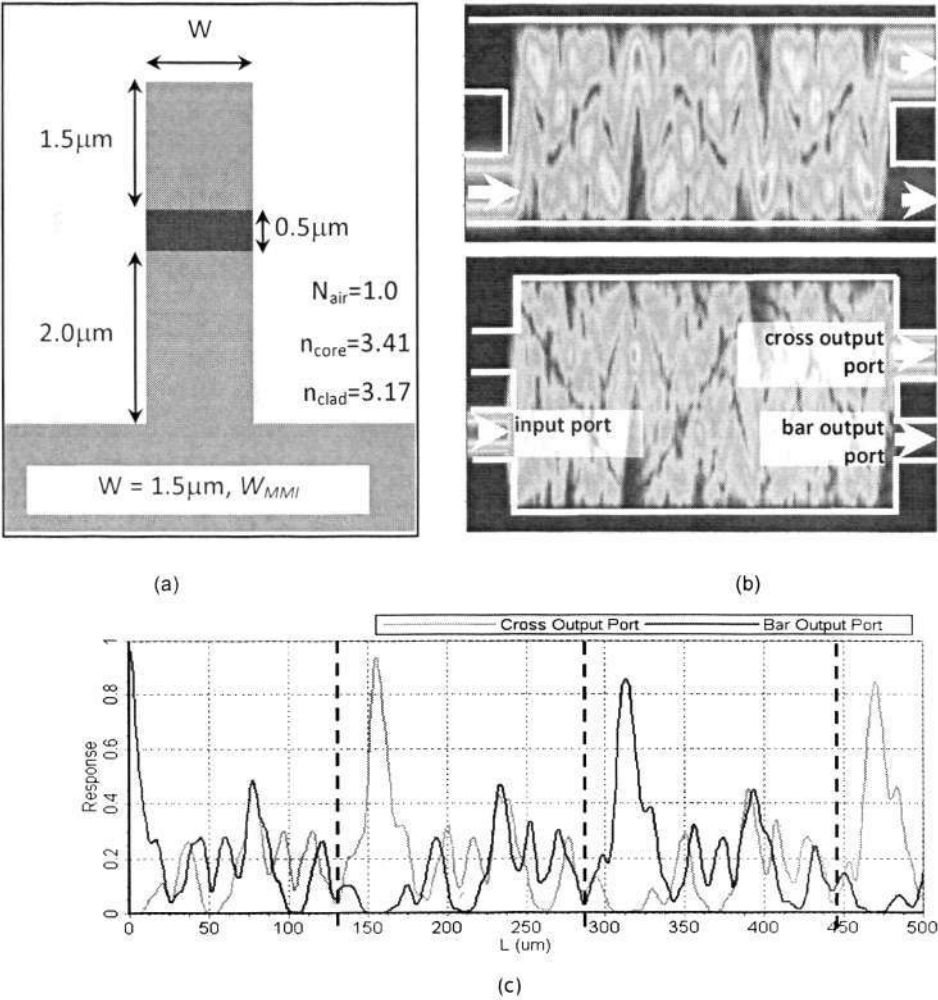 W
1.5μm
0.5μm
2.0μm
N_air=1.0
n_core=3.41
n_clad=3.17
W = 1.5μm, W_MMI
(a)
cross output
port
input port
bar output
port
(b)
Cross Output Port
Bar Output Port
1
0.8
0.6
0.4
0.2
0
Response
0
50
100
150
200
250
300
350
400
450
500
L (um)
(c)